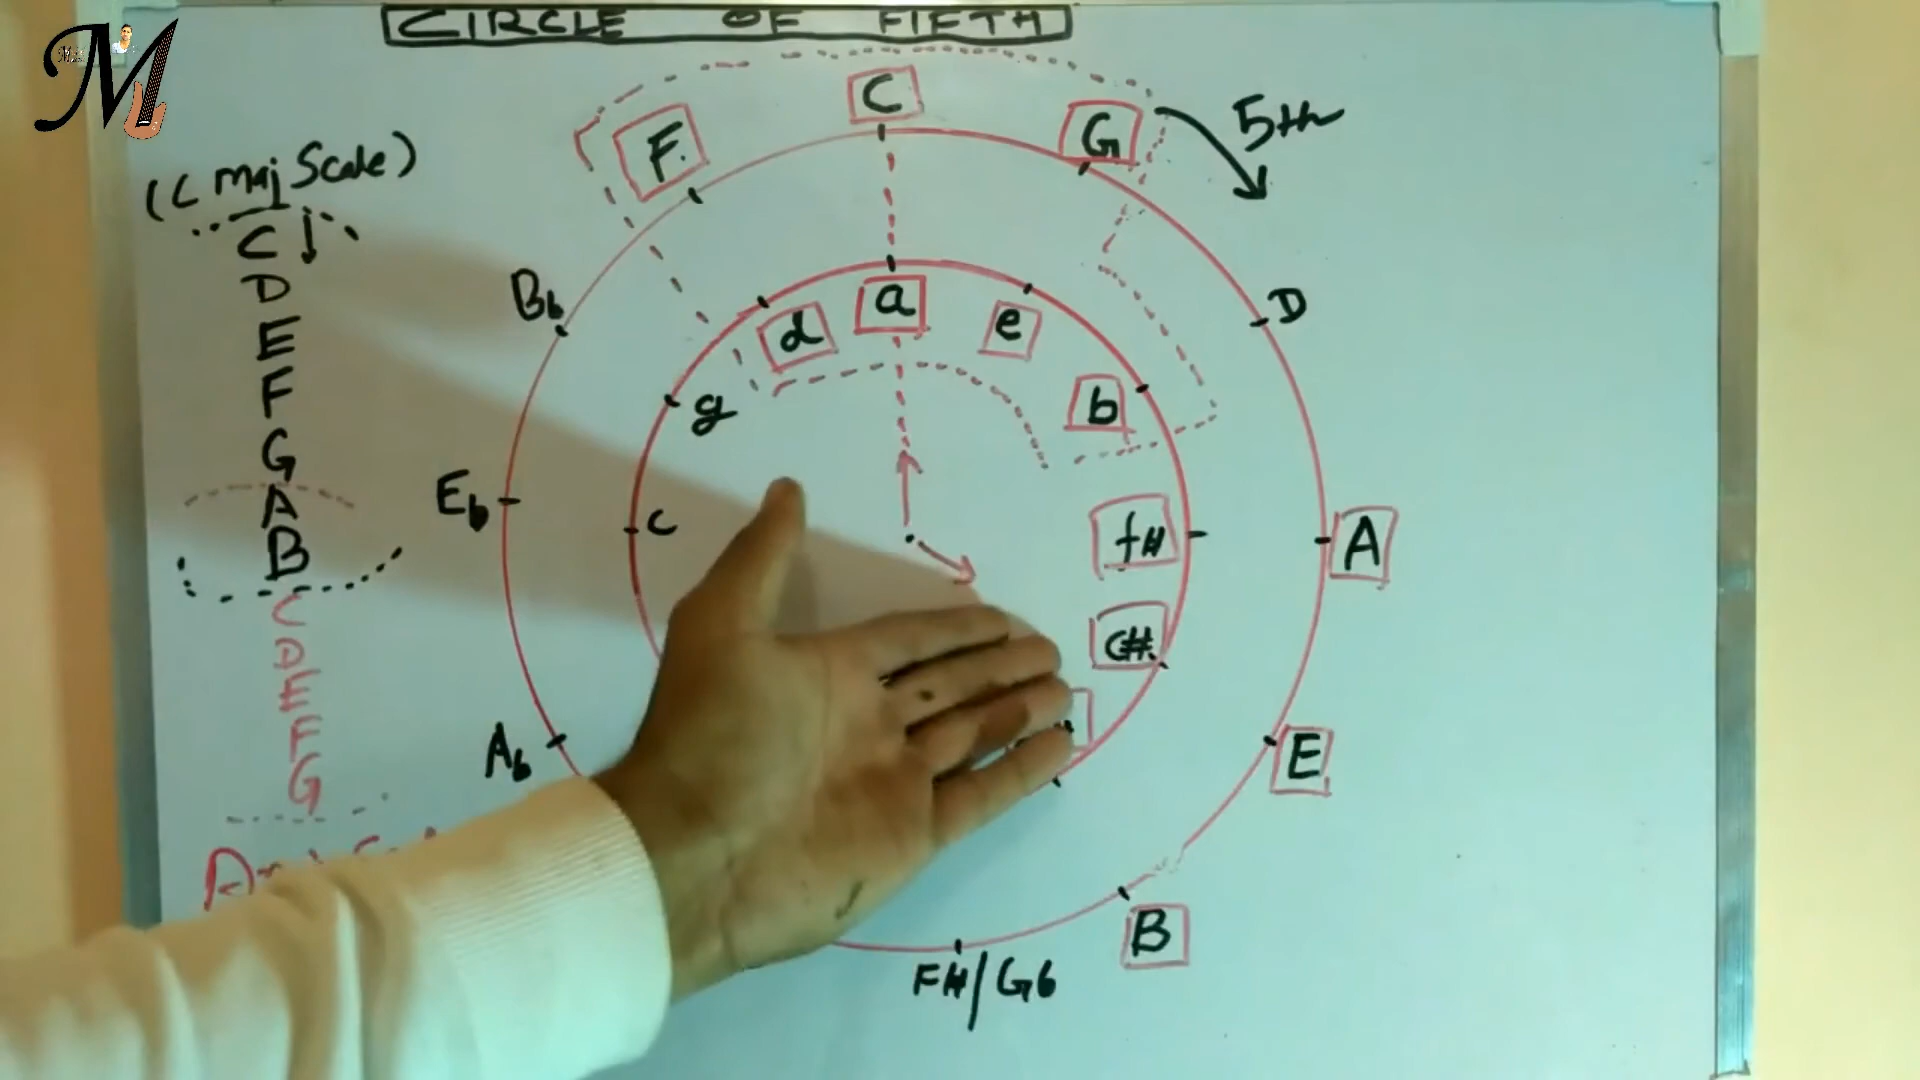 CIRCLE OF FIFTH
M
(C Maj Scale)
C
D
E
F
G
A
B
C
D
E
F
G
C
G
5th
D
A
E
B
F#/Gb
Ab
Eb
Bb
F
a
e
b
f#
c#
c
g
d